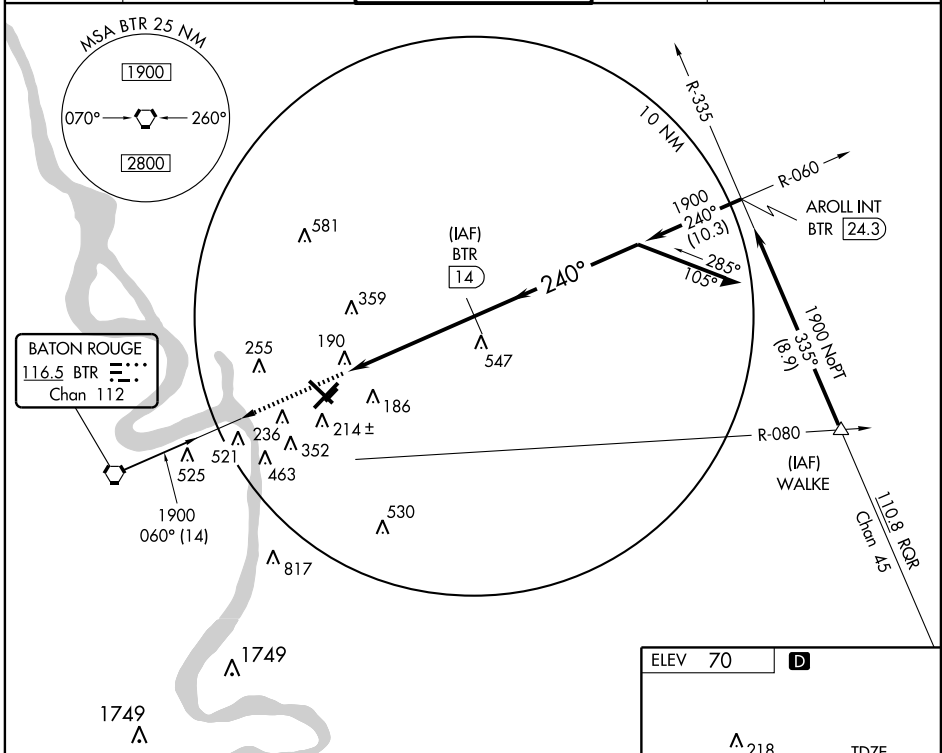 MSA BTR 25 NM
1900
070°
260°
2800
R-335
10 NM
R-060
1900
240°
(10.3)
AROLL INT
BTR 24.3
581
(IAF)
BTR
14
240°
285°
105°
359
1900 NoPT
335°
(8.9)
190
547
BATON ROUGE
116.5 BTR
Chan 112
255
186
236
214 ±
R-080
521
352
525
463
(IAF)
WALKE
1900
060° (14)
530
110.8 RQR
Chan 45
817
1749
ELEV 70 D
1749
218
TDZE